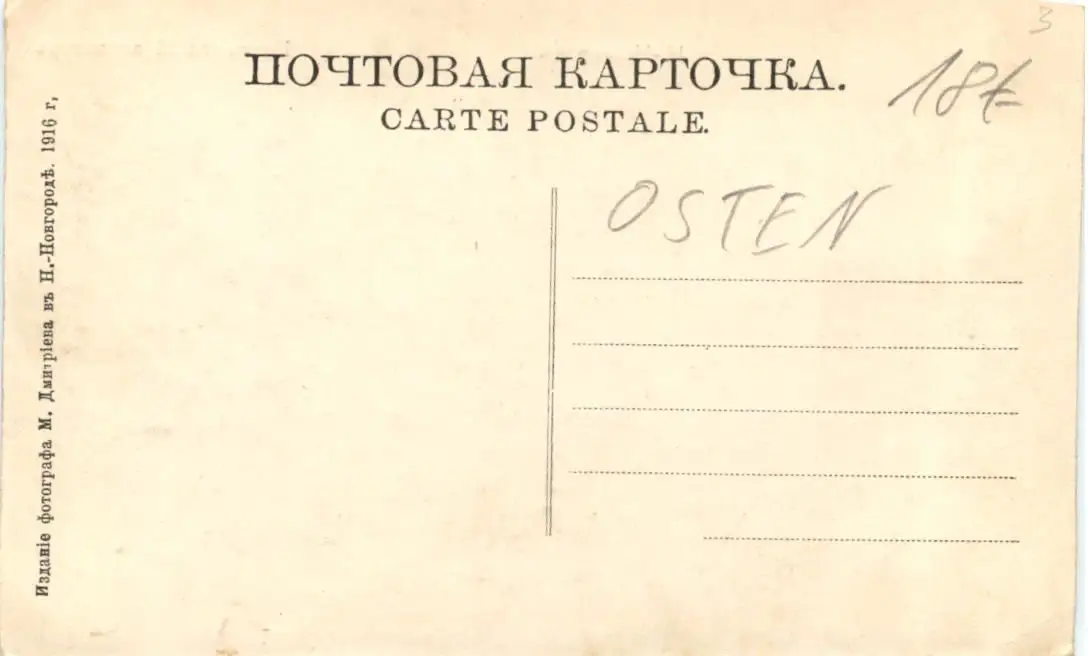 3
ПОЧТОВАЯ КАРТОЧКА.
18€
CARTE POSTALE.
OSTEN
Изданіе фотографа М. Дмитріева въ Н.-Новгородѣ. 1916 г,